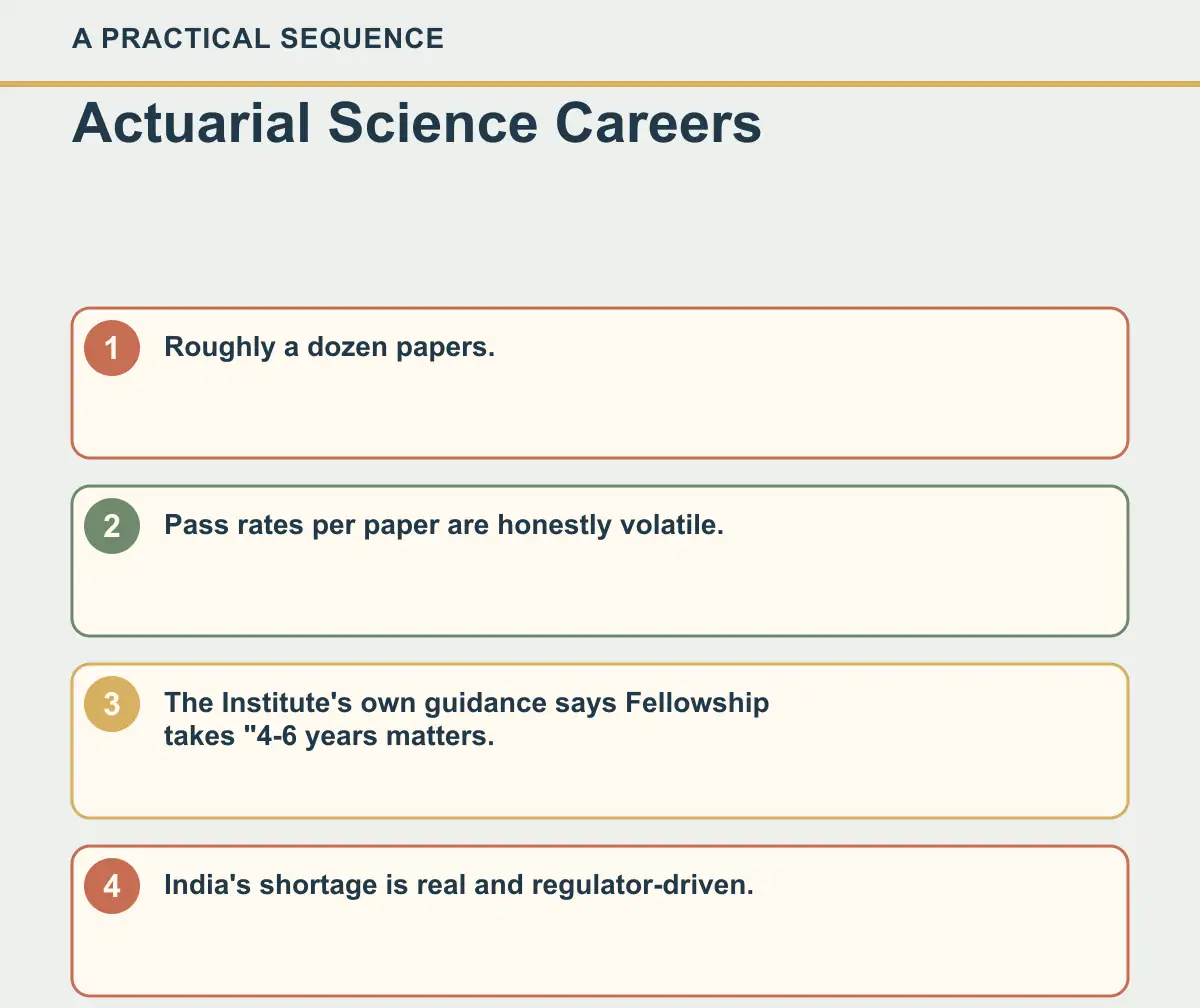 A PRACTICAL SEQUENCE
Actuarial Science Careers
1
Roughly a dozen papers.
2
Pass rates per paper are honestly volatile.
3
The Institute's own guidance says Fellowship
takes "4-6 years matters.
4
India's shortage is real and regulator-driven.